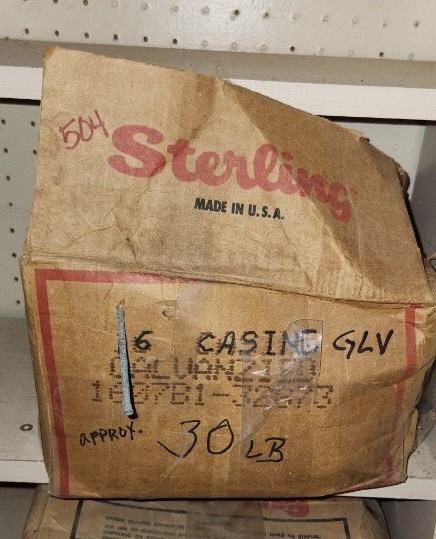 504
Sterling
MADE IN U.S.A.
6 CASING GLV
GALVANIZED
APPROX. 30 LB